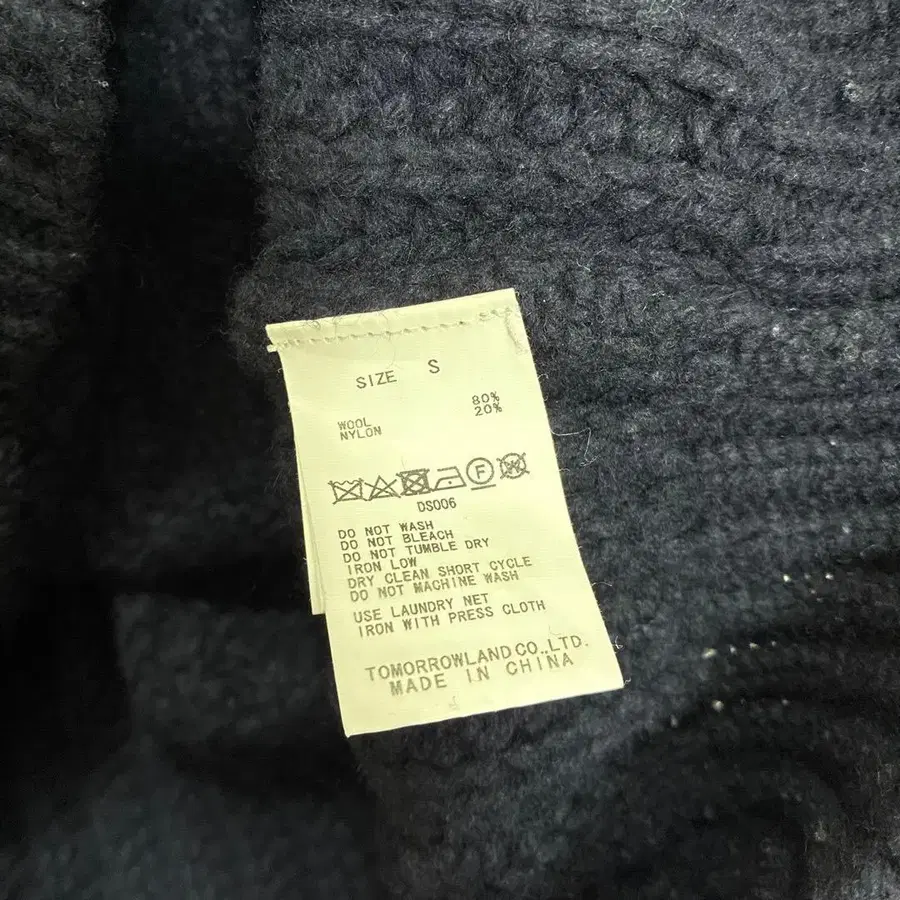 SIZE S
WOOL 80%
NYLON 20%
F W
DS006
DO NOT WASH
DO NOT BLEACH
DO NOT TUMBLE DRY
IRON LOW
DRY CLEAN SHORT CYCLE
DO NOT MACHINE WASH
USE LAUNDRY NET
IRON WITH PRESS CLOTH
TOMORROWLAND CO.,LTD.
MADE IN CHINA